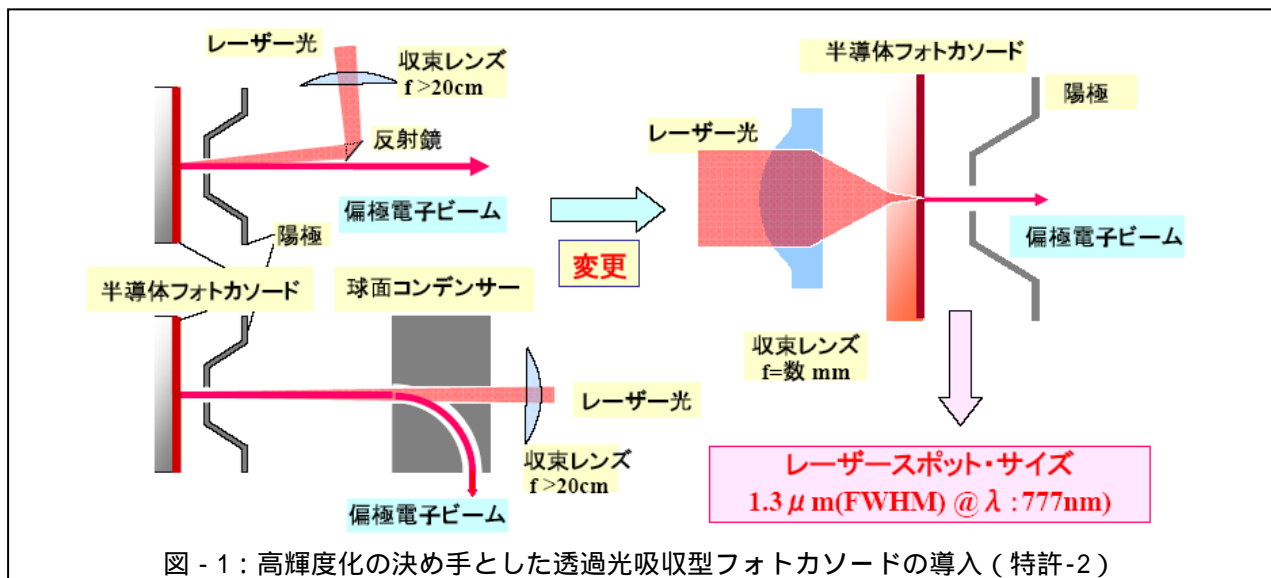 レーザー光
収束レンズ
f >20cm
反射鏡
偏極電子ビーム
陽極
半導体フォトカソード
球面コンデンサー
レーザー光
収束レンズ
f >20cm
偏極電子ビーム
変更
半導体フォトカソード
陽極
レーザー光
偏極電子ビーム
収束レンズ
f=数 mm
レーザースポット・サイズ
1.3μm(FWHM) @λ:777nm)
図 - 1 : 高輝度化の決め手とした透過光吸収型フォトカソードの導入 ( 特許-2 )